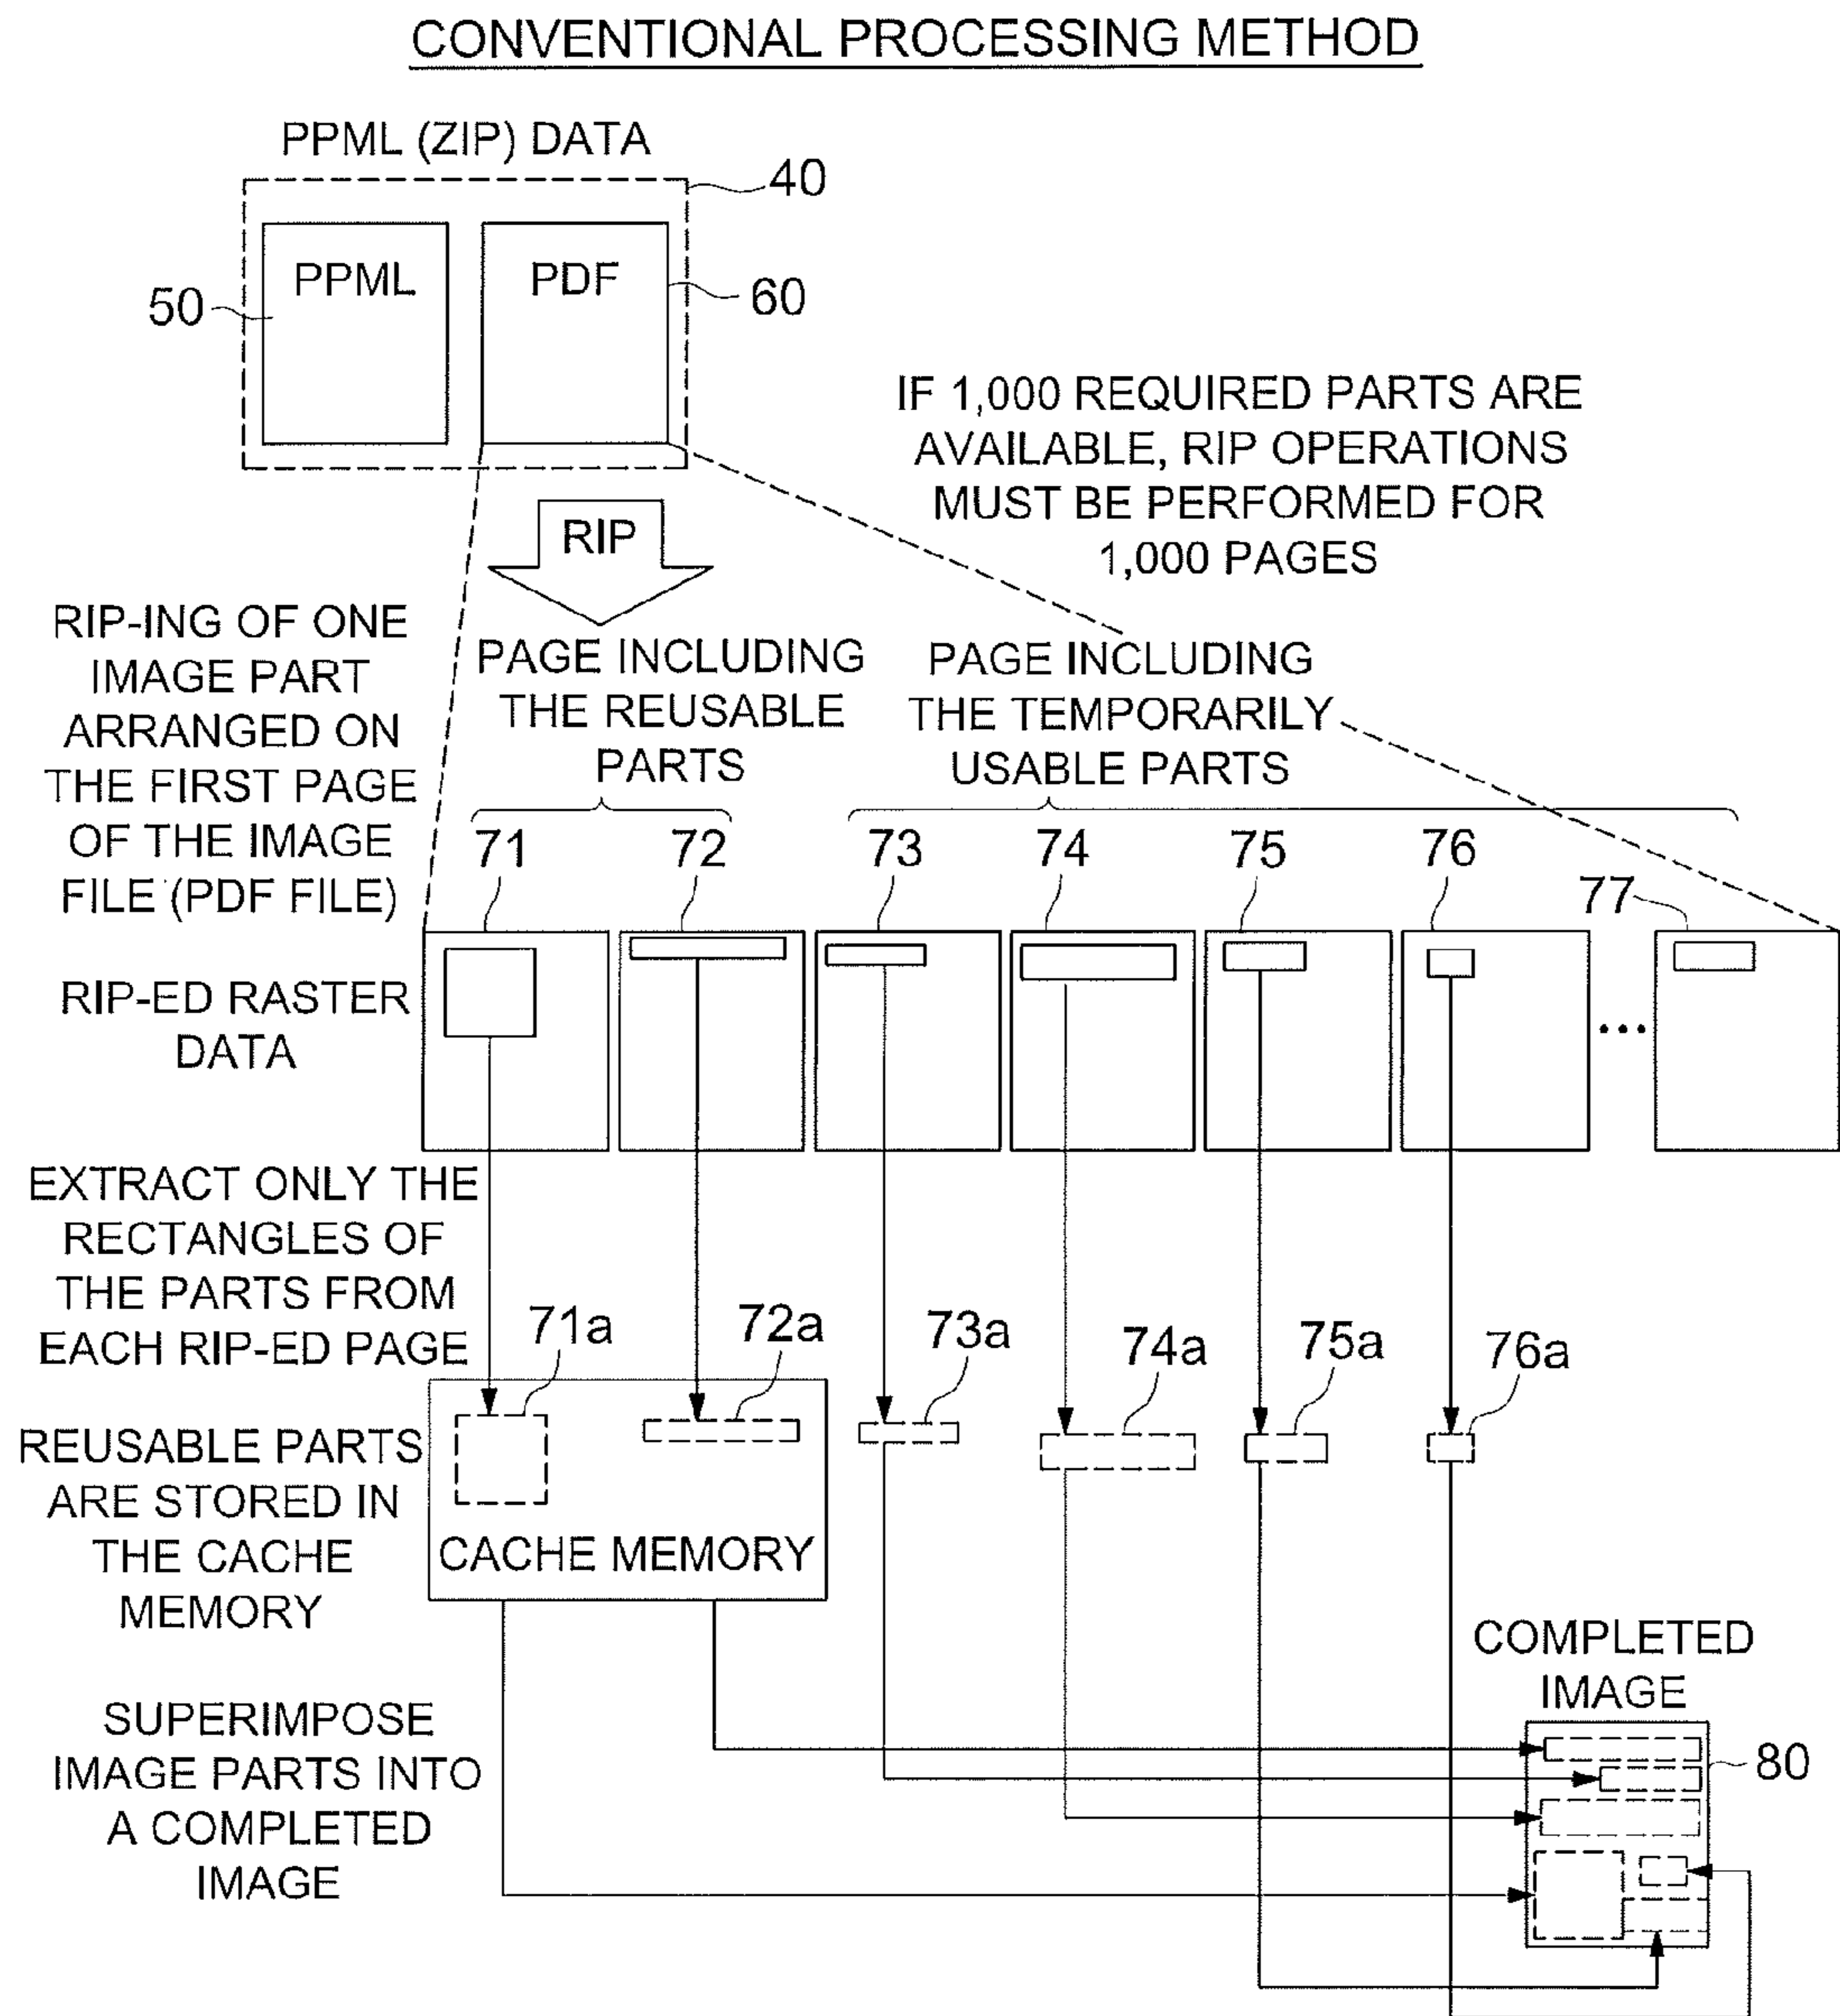 CONVENTIONAL PROCESSING METHOD
PPML (ZIP) DATA
40
PPML
PDF
50
60
IF 1,000 REQUIRED PARTS ARE
AVAILABLE, RIP OPERATIONS
MUST BE PERFORMED FOR
1,000 PAGES
RIP
RIP-ING OF ONE
IMAGE PART
ARRANGED ON
THE FIRST PAGE
OF THE IMAGE
FILE (PDF FILE)
PAGE INCLUDING
THE REUSABLE
PARTS
PAGE INCLUDING
THE TEMPORARILY
USABLE PARTS
71
72
73
74
75
76
77
RIP-ED RASTER
DATA
...
EXTRACT ONLY THE
RECTANGLES OF
THE PARTS FROM
EACH RIP-ED PAGE
71a
72a
73a
74a
75a
76a
REUSABLE PARTS
ARE STORED IN
THE CACHE
MEMORY
CACHE MEMORY
COMPLETED
IMAGE
80
SUPERIMPOSE
IMAGE PARTS INTO
A COMPLETED
IMAGE